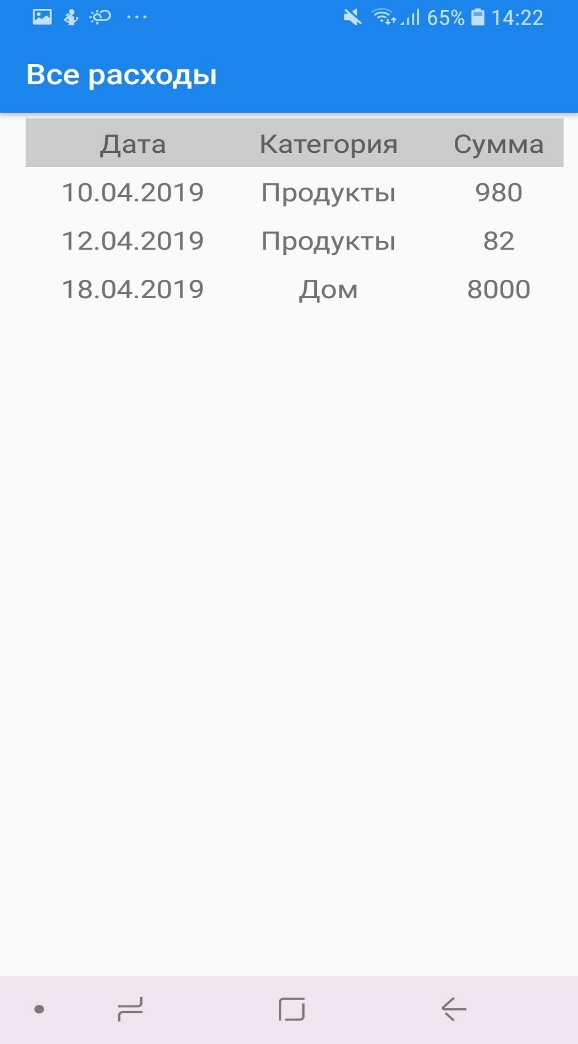 65% 14:22
Все расходы
Дата Категория Сумма
10.04.2019 Продукты 980
12.04.2019 Продукты 82
18.04.2019 Дом 8000